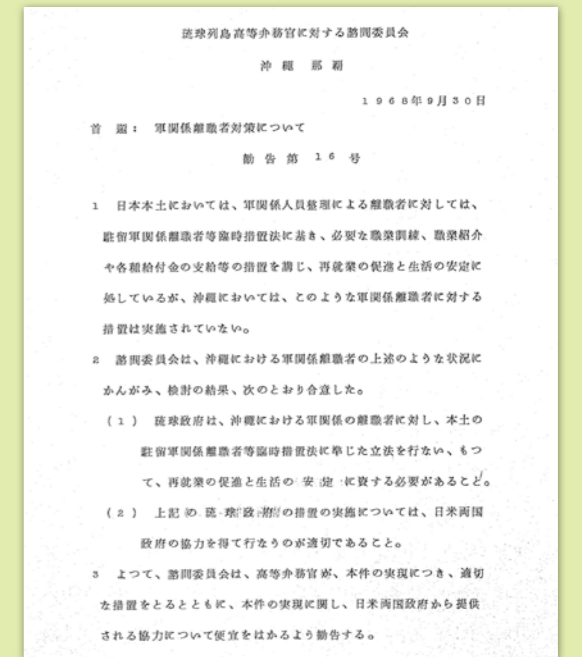 琉球列島高等弁務官に対する諮問委員会
沖縄 那覇
1968年9月30日
首 題： 軍関係離職者対策について
勧告第 16 号
1 日本本土においては、軍関係人員整理による離職者に対しては、
駐留軍関係離職者等臨時措置法に基き、必要な職業訓練、職業紹介
や各種給付金の支給等の措置を講じ、再就業の促進と生活の安定に
処しているが、沖縄においては、このような軍関係離職者に対する
措置は実施されていない。
2 諮問委員会は、沖縄における軍関係離職者の上述のような状況に
かんがみ、検討の結果、次のとおり合意した。
(1) 琉球政府は、沖縄における軍関係の離職者に対し、本土の
駐留軍関係離職者等臨時措置法に準じた立法を行ない、もつ
て、再就業の促進と生活の安定に資する必要があること。
(2) 上記の琉球政府の措置の実施については、日米両国
政府の協力を得て行なうのが適切であること。
3 よつて、諮問委員会は、高等弁務官が、本件の実現につき、適切
な措置をとるとともに、本件の実現に関し、日米両国政府から提供
される協力について便宜をはかるよう勧告する。